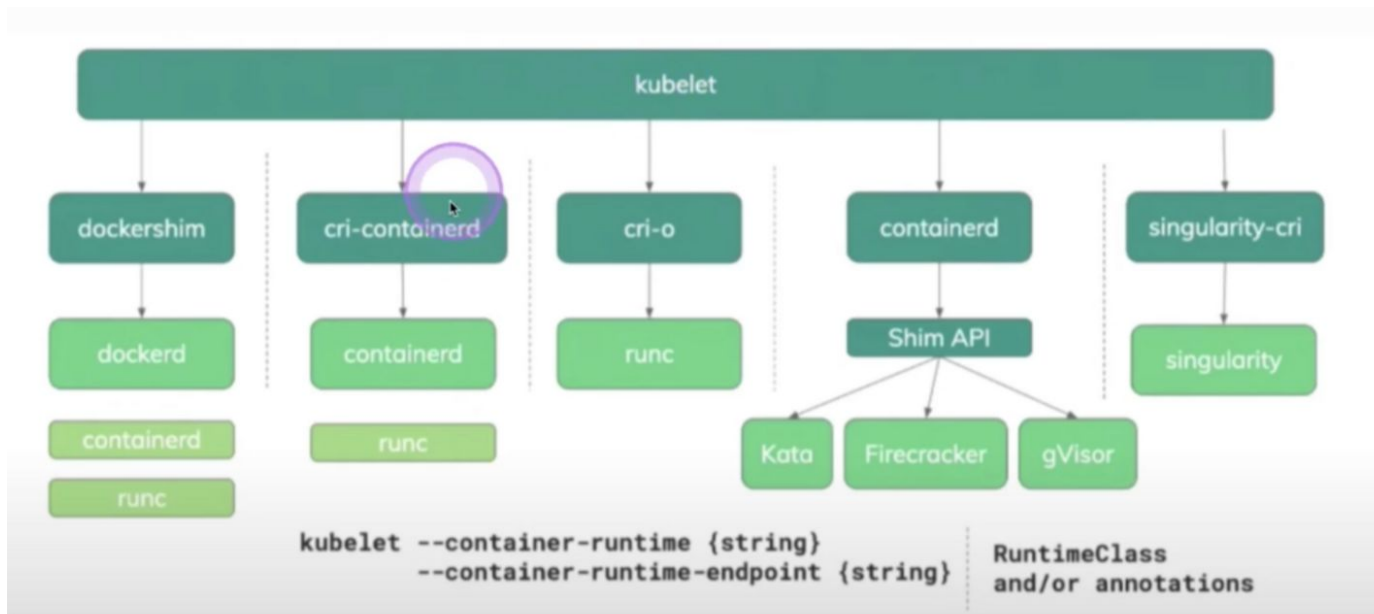 kubelet
dockershim
cri-containerd
cri-o
containerd
singularity-cri
dockerd
containerd
runc
Shim API
singularity
containerd
runc
Kata
Firecracker
gVisor
runc
kubelet --container-runtime {string}
--container-runtime-endpoint {string}
RuntimeClass
and/or annotations